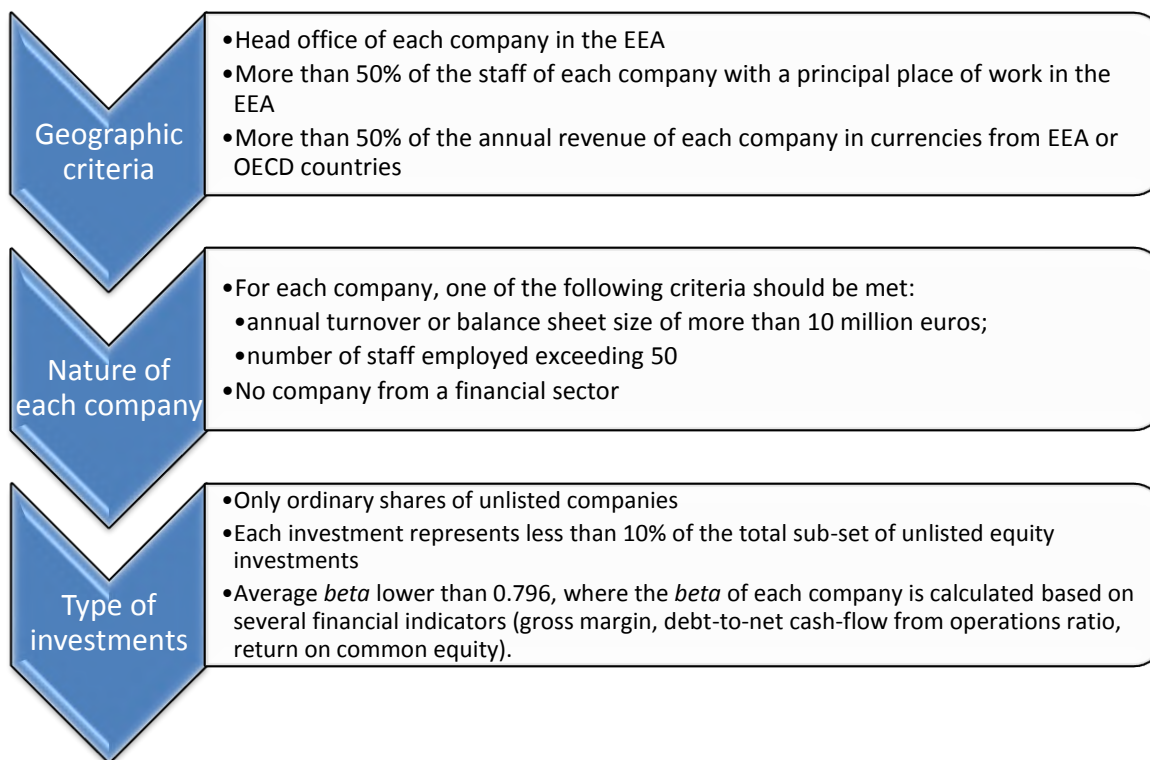 Geographic
criteria
•Head office of each company in the EEA
•More than 50% of the staff of each company with a principal place of work in the
EEA
•More than 50% of the annual revenue of each company in currencies from EEA or
OECD countries
Nature of
each company
•For each company, one of the following criteria should be met:
•annual turnover or balance sheet size of more than 10 million euros;
•number of staff employed exceeding 50
•No company from a financial sector
Type of
investments
•Only ordinary shares of unlisted companies
•Each investment represents less than 10% of the total sub-set of unlisted equity
investments
•Average beta lower than 0.796, where the beta of each company is calculated based on
several financial indicators (gross margin, debt-to-net cash-flow from operations ratio,
return on common equity).